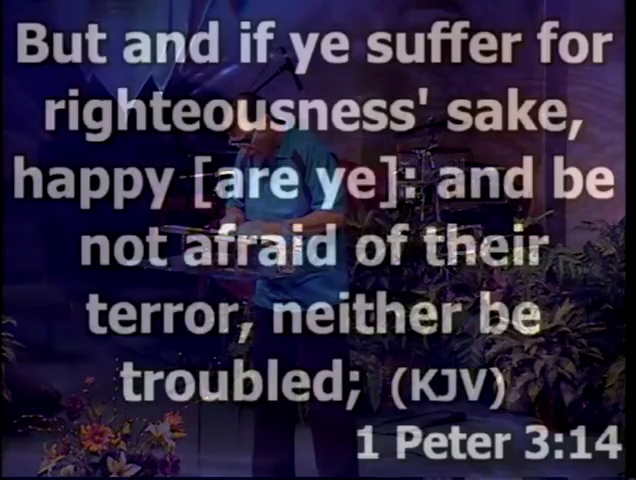 But and if ye suffer for
righteousness' sake,
happy [are ye]: and be
not afraid of their
terror, neither be
troubled; (KJV)
1 Peter 3:14